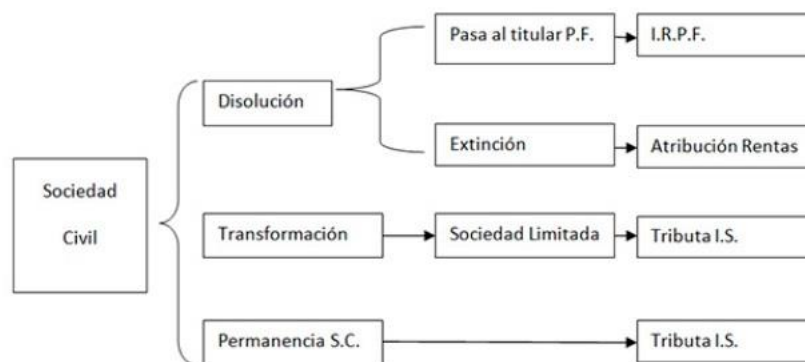 Sociedad
Civil
Disolución
Pasa al titular P.F.
I.R.P.F.
Extinción
Atribución Rentas
Transformación
Sociedad Limitada
Tributa I.S.
Permanencia S.C.
Tributa I.S.